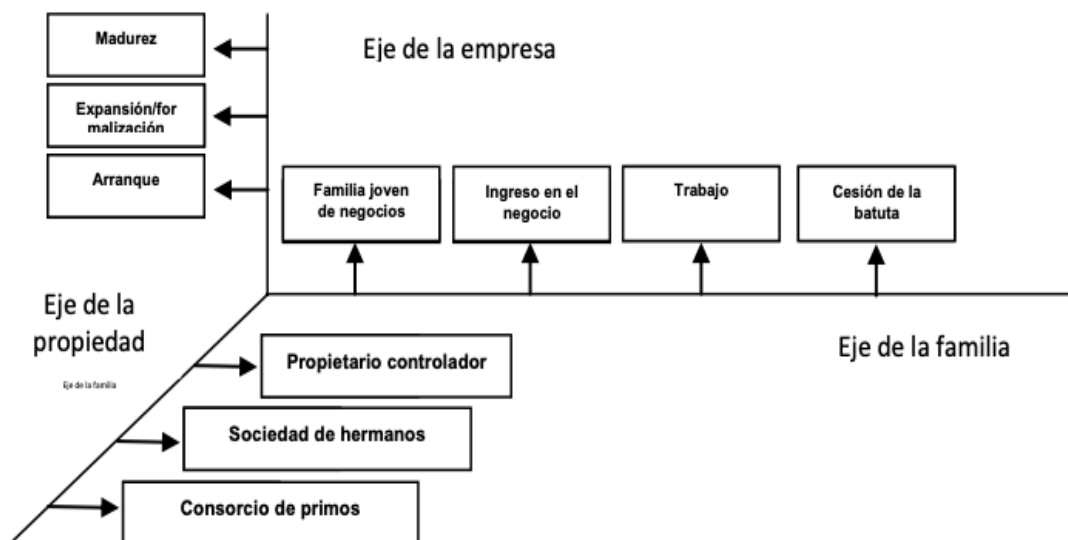 Madurez
Eje de la empresa
Expansión/for
malización
Arranque
Familia joven
de negocios
Ingreso en el
negocio
Trabajo
Cesión de la
batuta
Eje de la
propiedad
Eje de la familia
Eje de la familia
Propietario controlador
Sociedad de hermanos
Consorcio de primos